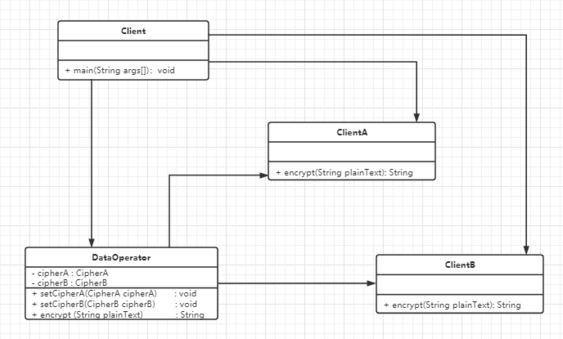 Client
+ main(String args[]): void
ClientA
+ encrypt(String plainText): String
DataOperator
- cipherA : CipherA
- cipherB : CipherB
+ setCipherA(CipherA cipherA) : void
+ setCipherB(CipherB cipherB) : void
+ encrypt (String plainText) : String
ClientB
+ encrypt(String plainText): String